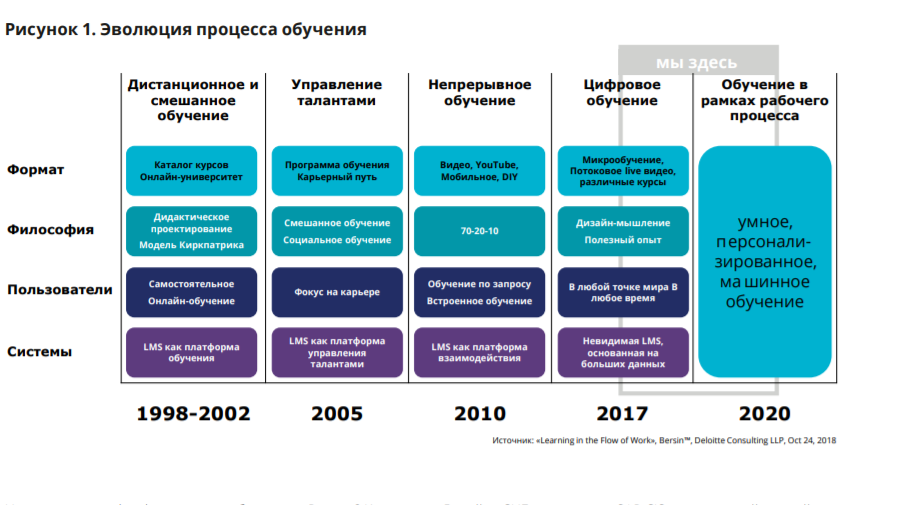 Рисунок 1. Эволюция процесса обучения
мы здесь
Дистанционное и
смешанное
обучение
Управление
талантами
Непрерывное
обучение
Цифровое
обучение
Обучение в
рамках рабочего
процесса
Формат
Каталог курсов
Онлайн-университет
Программа обучения
Карьерный путь
Видео, YouTube,
Мобильное, DIY
Микрообучение,
Потоковое live видео,
различные курсы
Философия
Дидактическое
проектирование
Модель Киркпатрика
Смешанное обучение
Социальное обучение
70-20-10
Дизайн-мышление
Полезный опыт
Пользователи
Самостоятельное
Онлайн-обучение
Фокус на карьере
Обучение по запросу
Встроенное обучение
В любой точке мира В
любое время
Системы
LMS как платформа
обучения
LMS как платформа
управления
талантами
LMS как платформа
взаимодействия
Невидимая LMS,
основанная на
больших данных
умное,
персонали-
зированное,
машинное
обучение
1998-2002
2005
2010
2017
2020
Источник: «Learning in the Flow of Work», Bersin™, Deloitte Consulting LLP, Oct 24, 2018